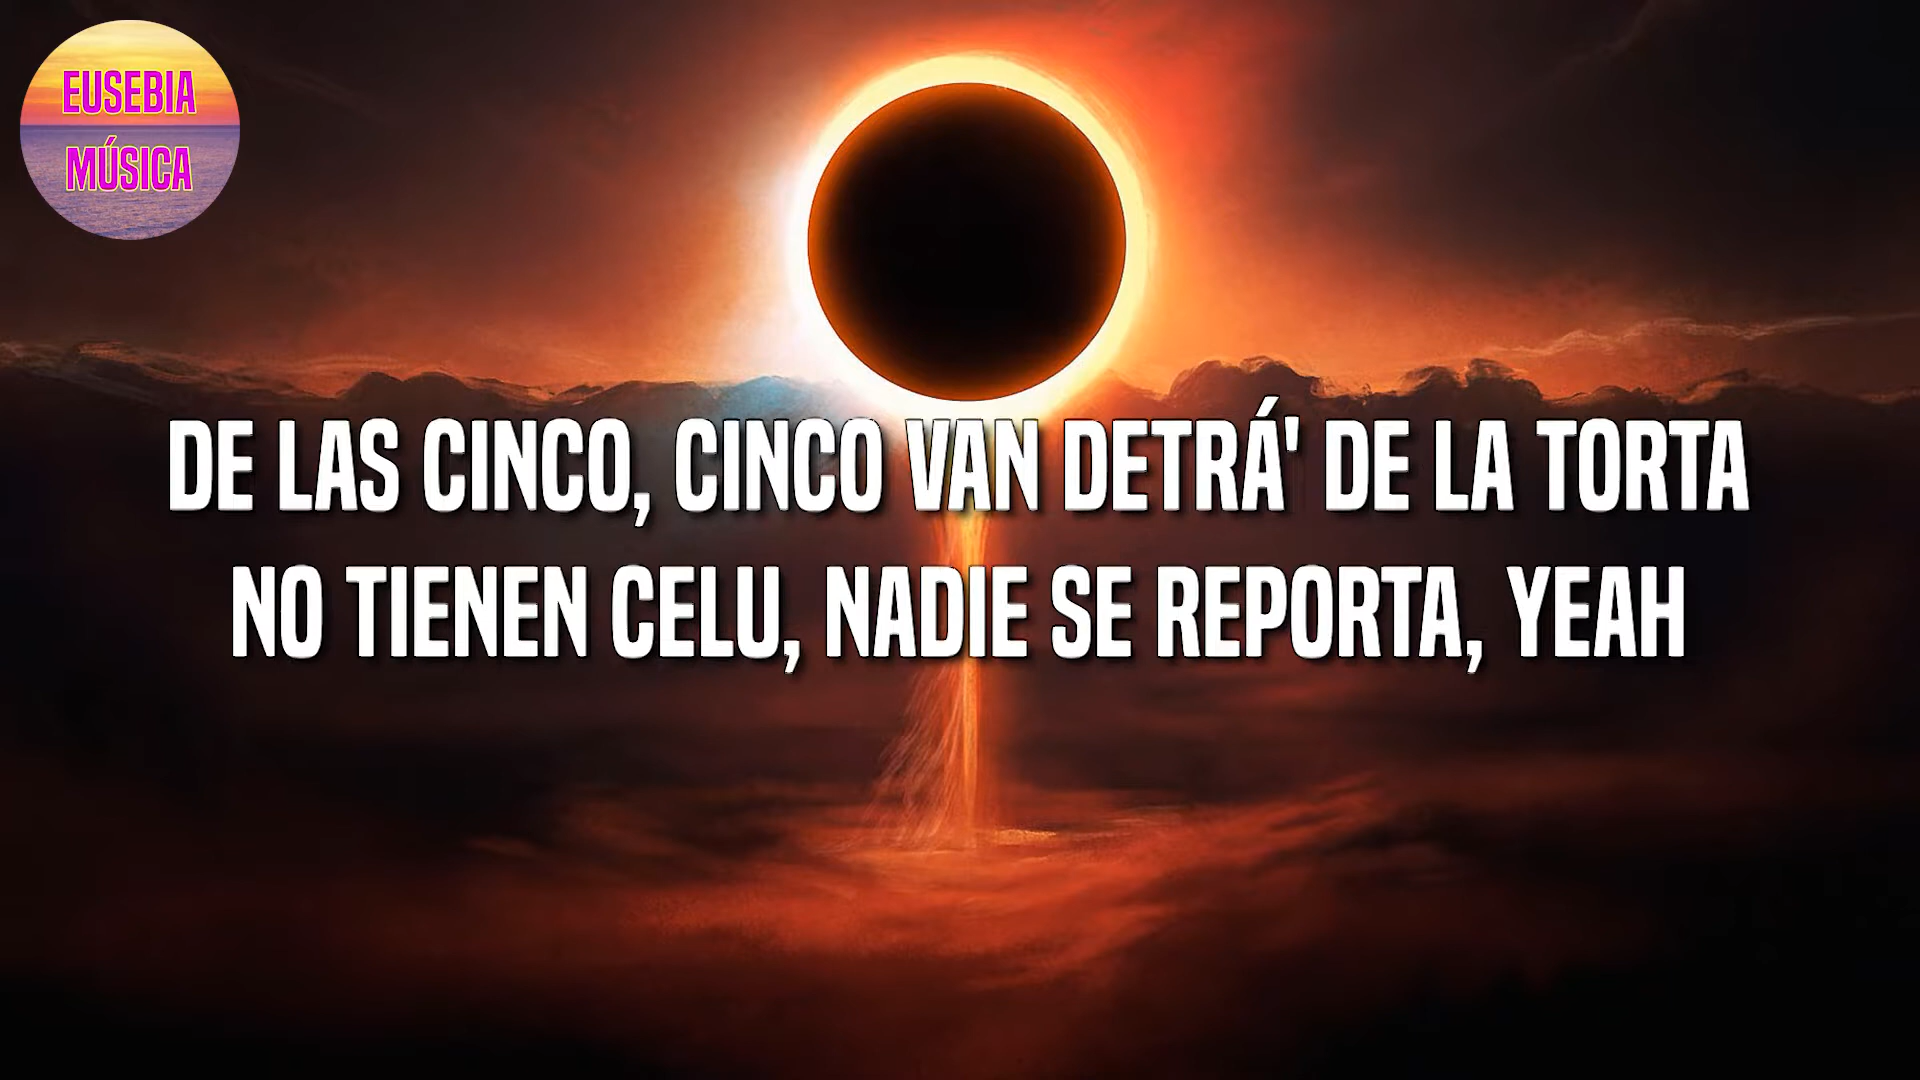 EUSEBIA
MÚSICA
DE LAS CINCO, CINCO VAN DETRÁ' DE LA TORTA
NO TIENEN CELU, NADIE SE REPORTA, YEAH